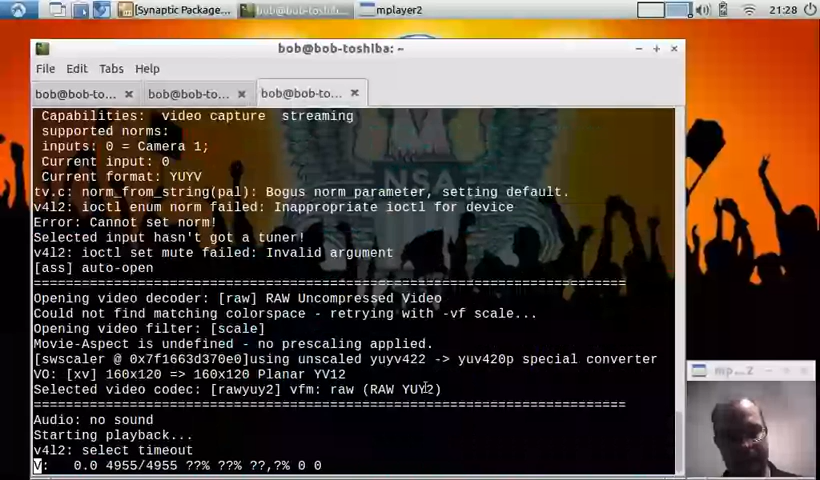 [Synaptic Package...
bob@bob-toshiba: ~
mplayer2
21:28
bob@bob-toshiba: ~
File Edit Tabs Help
bob@bob-to...
bob@bob-to...
bob@bob-to...
Capabilities: video capture streaming
supported norms:
inputs: 0 = Camera 1;
Current input: 0
Current format: YUYV
tv.c: norm_from_string(pal): Bogus norm parameter, setting default.
v4l2: ioctl enum norm failed: Inappropriate ioctl for device
Error: Cannot set norm!
Selected input hasn't got a tuner!
v4l2: ioctl set mute failed: Invalid argument
[ass] auto-open
==========================================================================
Opening video decoder: [raw] RAW Uncompressed Video
Could not find matching colorspace - retrying with -vf scale...
Opening video filter: [scale]
Movie-Aspect is undefined - no prescaling applied.
[swscaler @ 0x7f1663d370e0]using unscaled yuyv422 -> yuv420p special converter
VO: [xv] 160x120 => 160x120 Planar YV12
Selected video codec: [rawyuy2] vfm: raw (RAW YUY2)
==========================================================================
Audio: no sound
Starting playback...
v4l2: select timeout
V: 0.0 4955/4955 ??% ??% ??,?% 0 0
NSA
mp...2